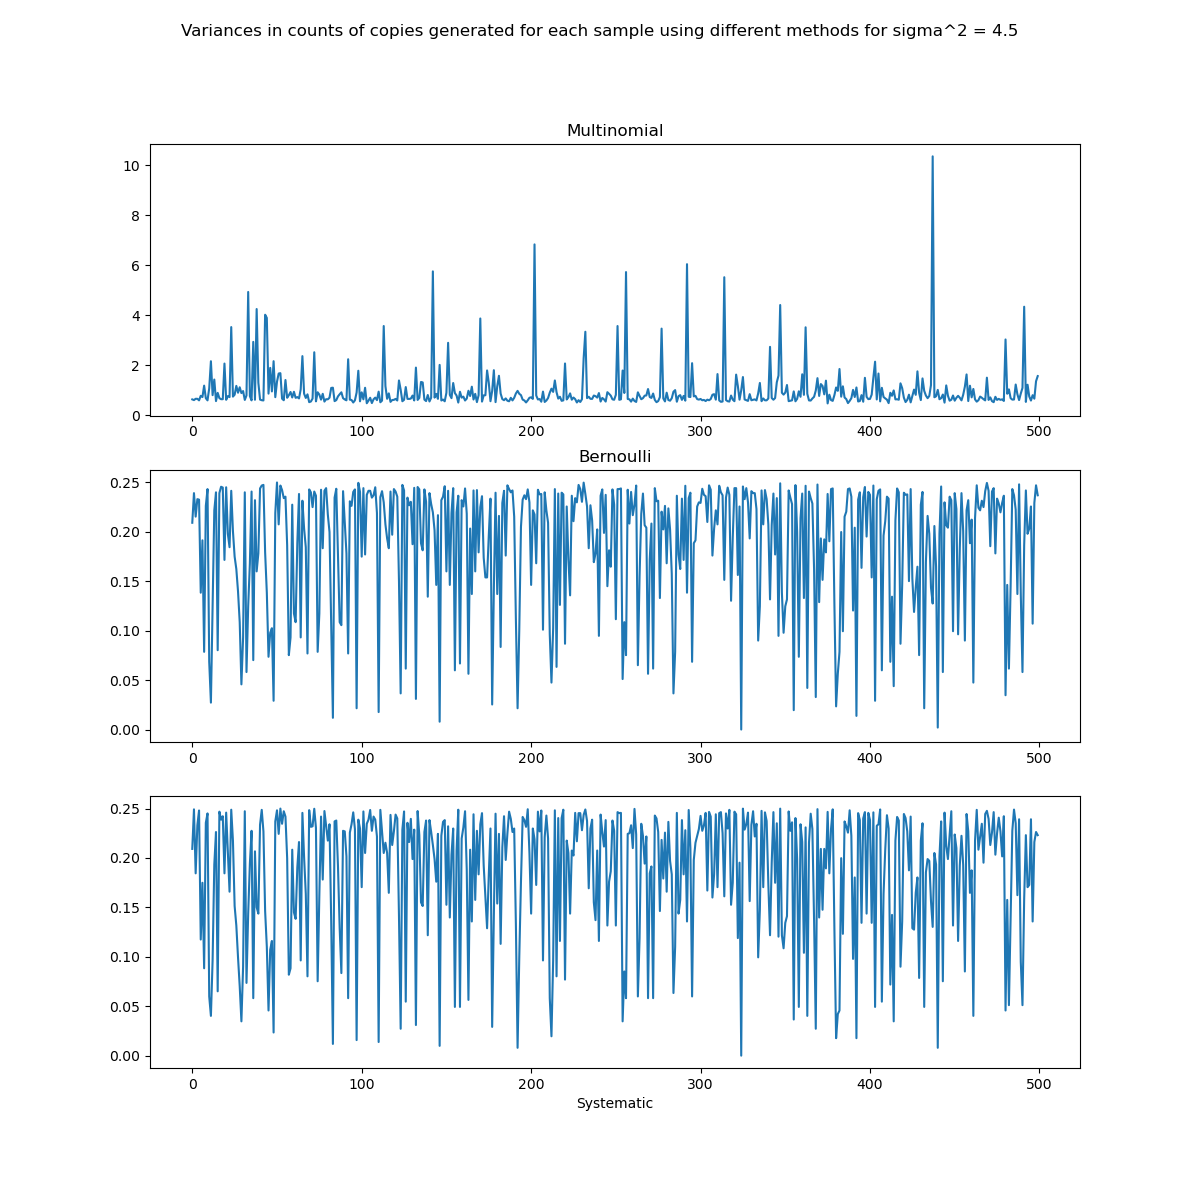 Variances in counts of copies generated for each sample using different methods for sigma^2 = 4.5
Multinomial
10
8
6
4
2
0
0 100 200 300 400 500
Bernoulli
0.25
0.20
0.15
0.10
0.05
0.00
0 100 200 300 400 500
0.25
0.20
0.15
0.10
0.05
0.00
0 100 200 300 400 500
Systematic